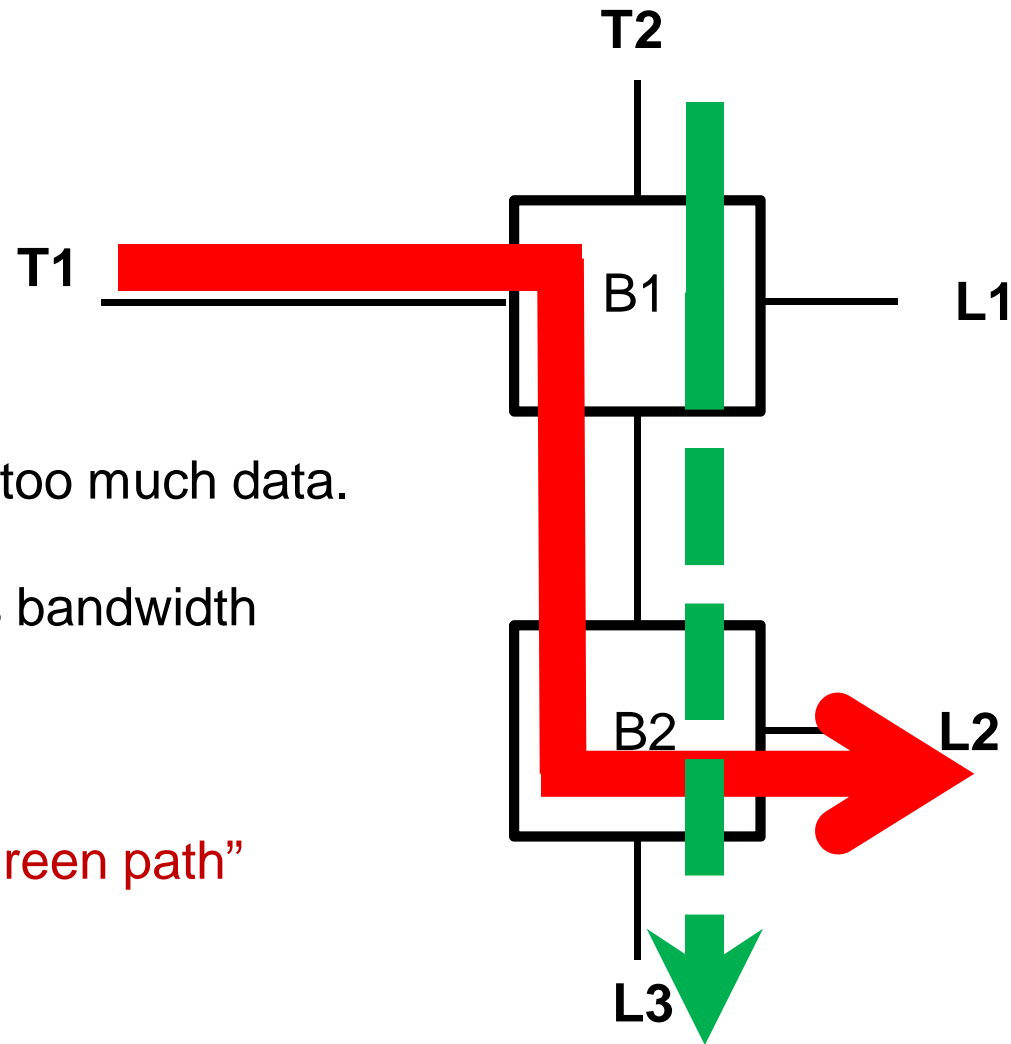 T2
T1
B1
L1
too much data.
bandwidth
B2
L2
reen path”
L3